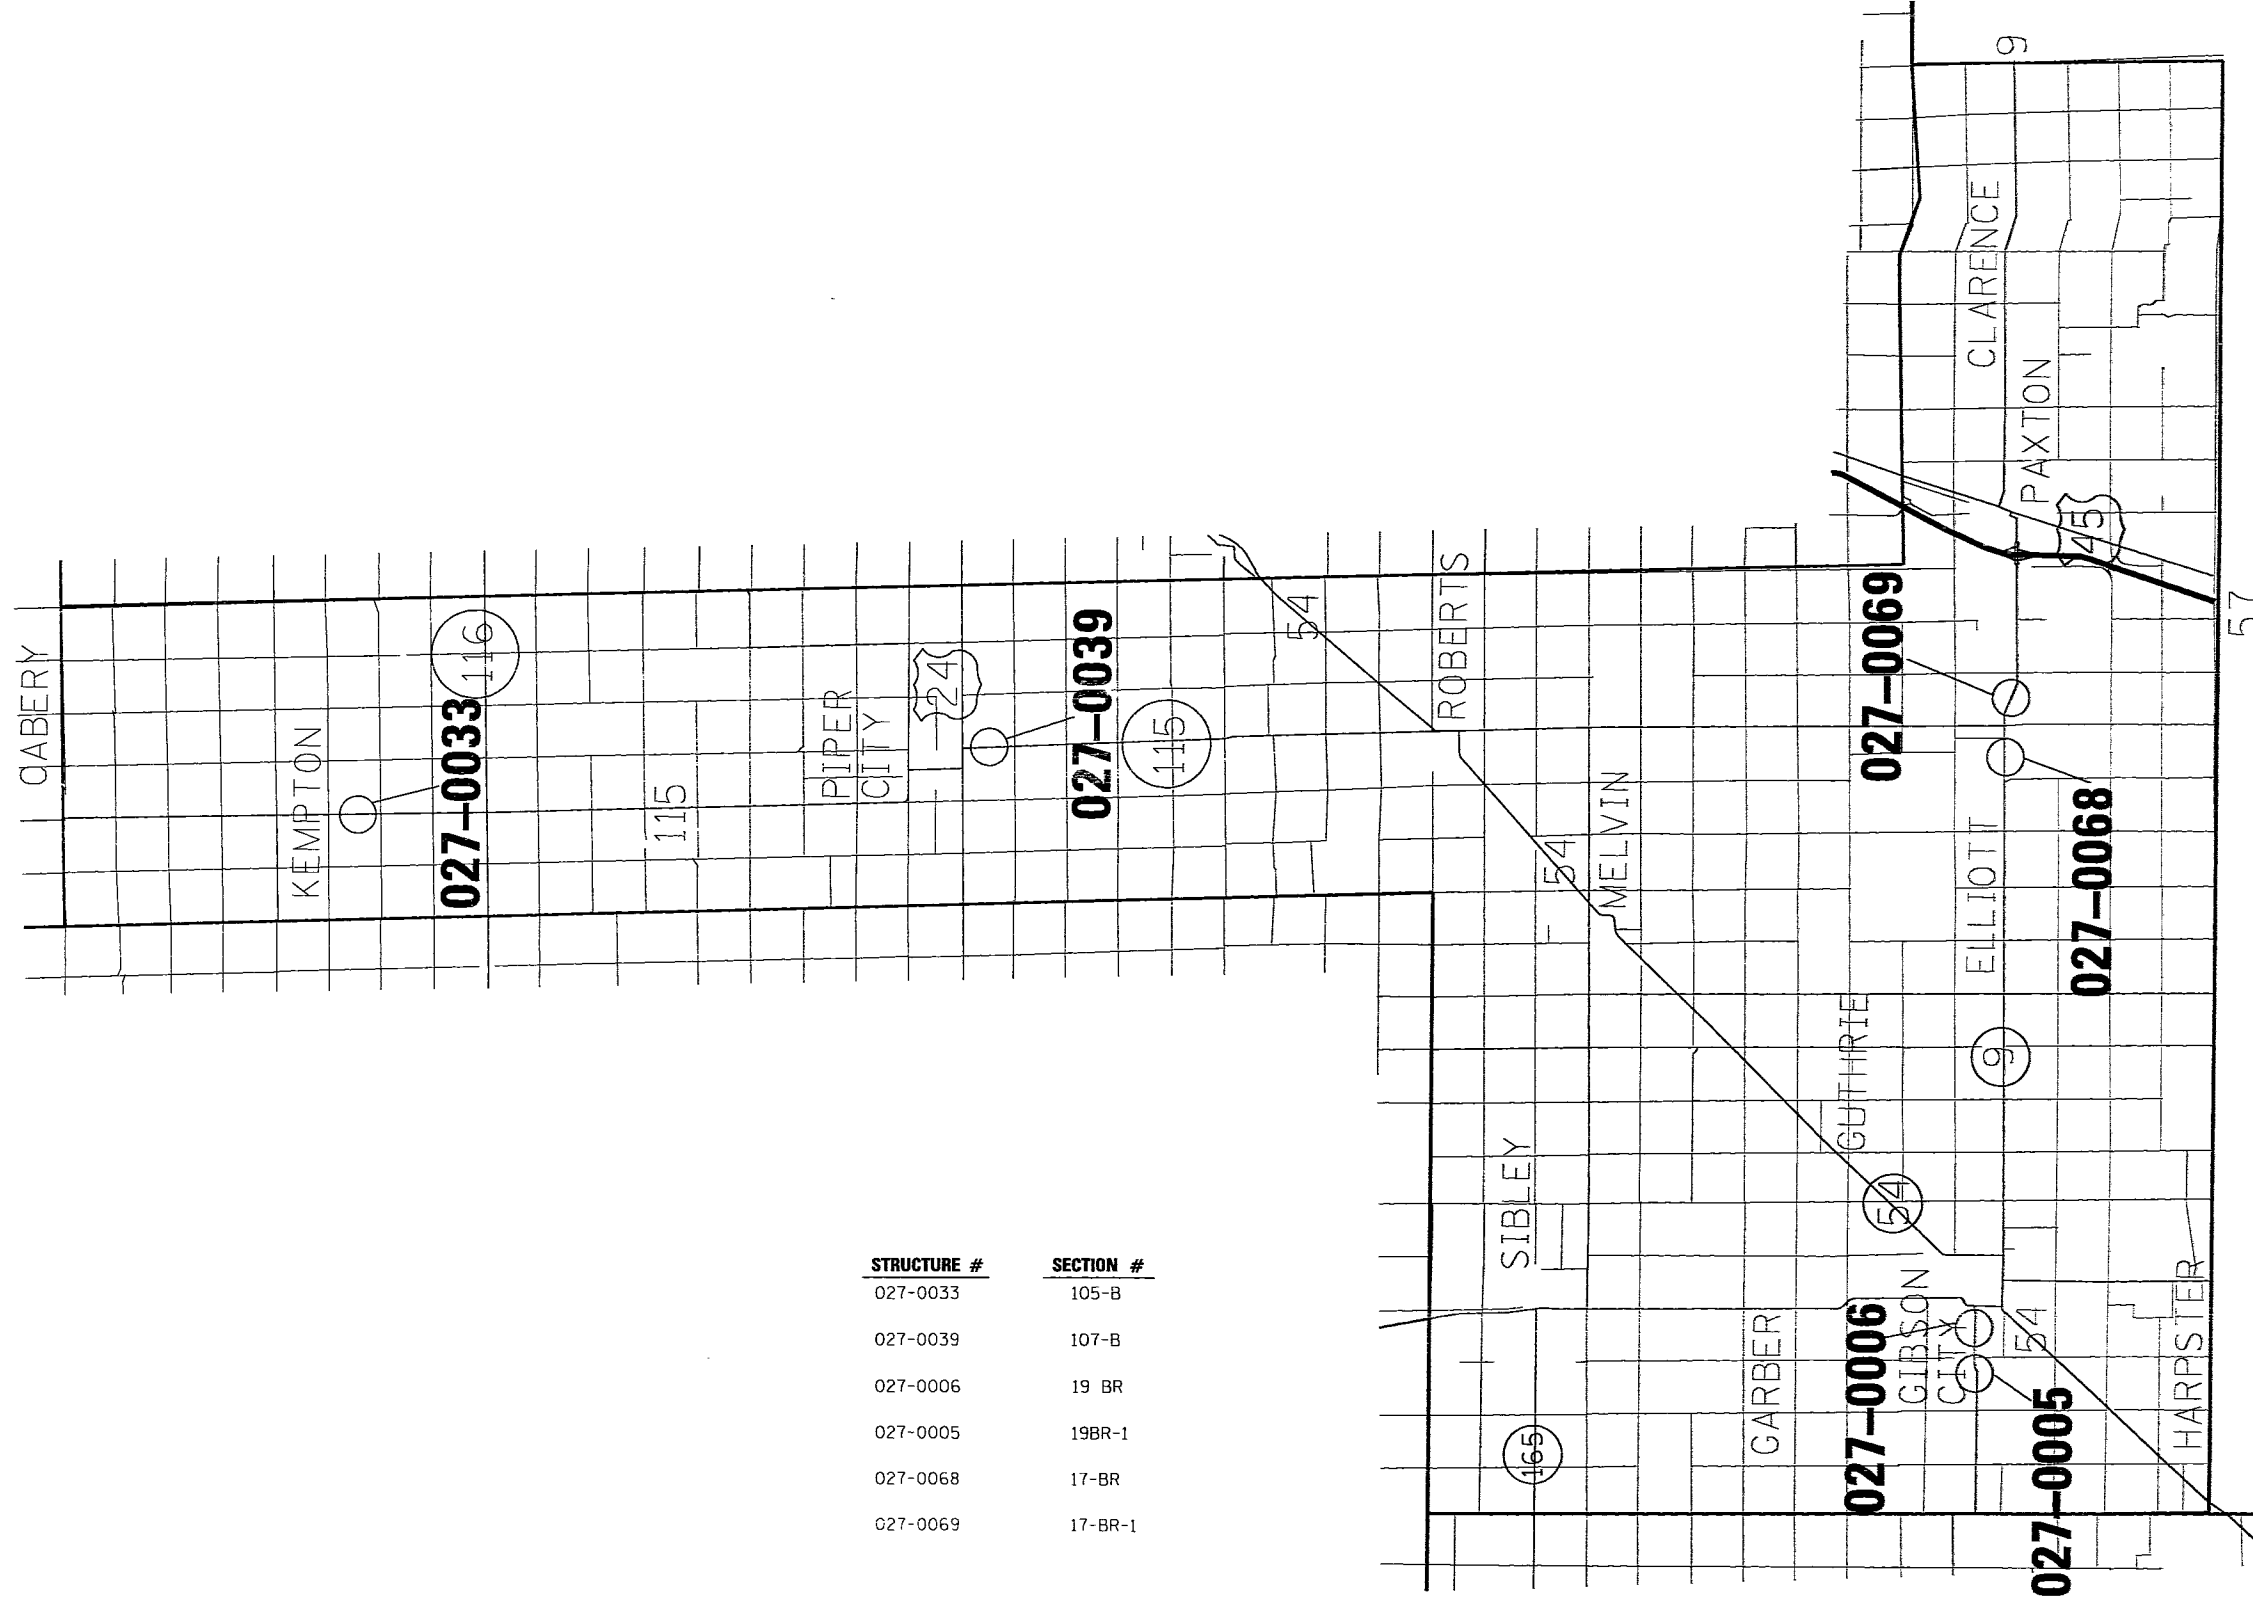 CABERY
KEMPTON
116
027-0033
115
PIPER
CITY
24
027-0039
115
54
ROBERTS
54
MELVIN
9
CLARENCE
PAXTON
45
57
027-0069
027-0068
ELLIOTT
9
GUTHRIE
54
SIBLEY
165
GARBER
GIBSON
CITY
027-0006
54
027-0005
HARPSTER
STRUCTURE # SECTION #
027-0033 105-B
027-0039 107-B
027-0006 19 BR
027-0005 19BR-1
027-0068 17-BR
027-0069 17-BR-1